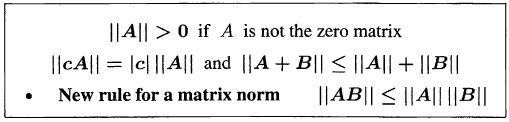 ||A|| > 0 if A is not the zero matrix
||cA|| = |c| ||A|| and ||A + B|| ≤ ||A|| + ||B||
• New rule for a matrix norm ||AB|| ≤ ||A|| ||B||